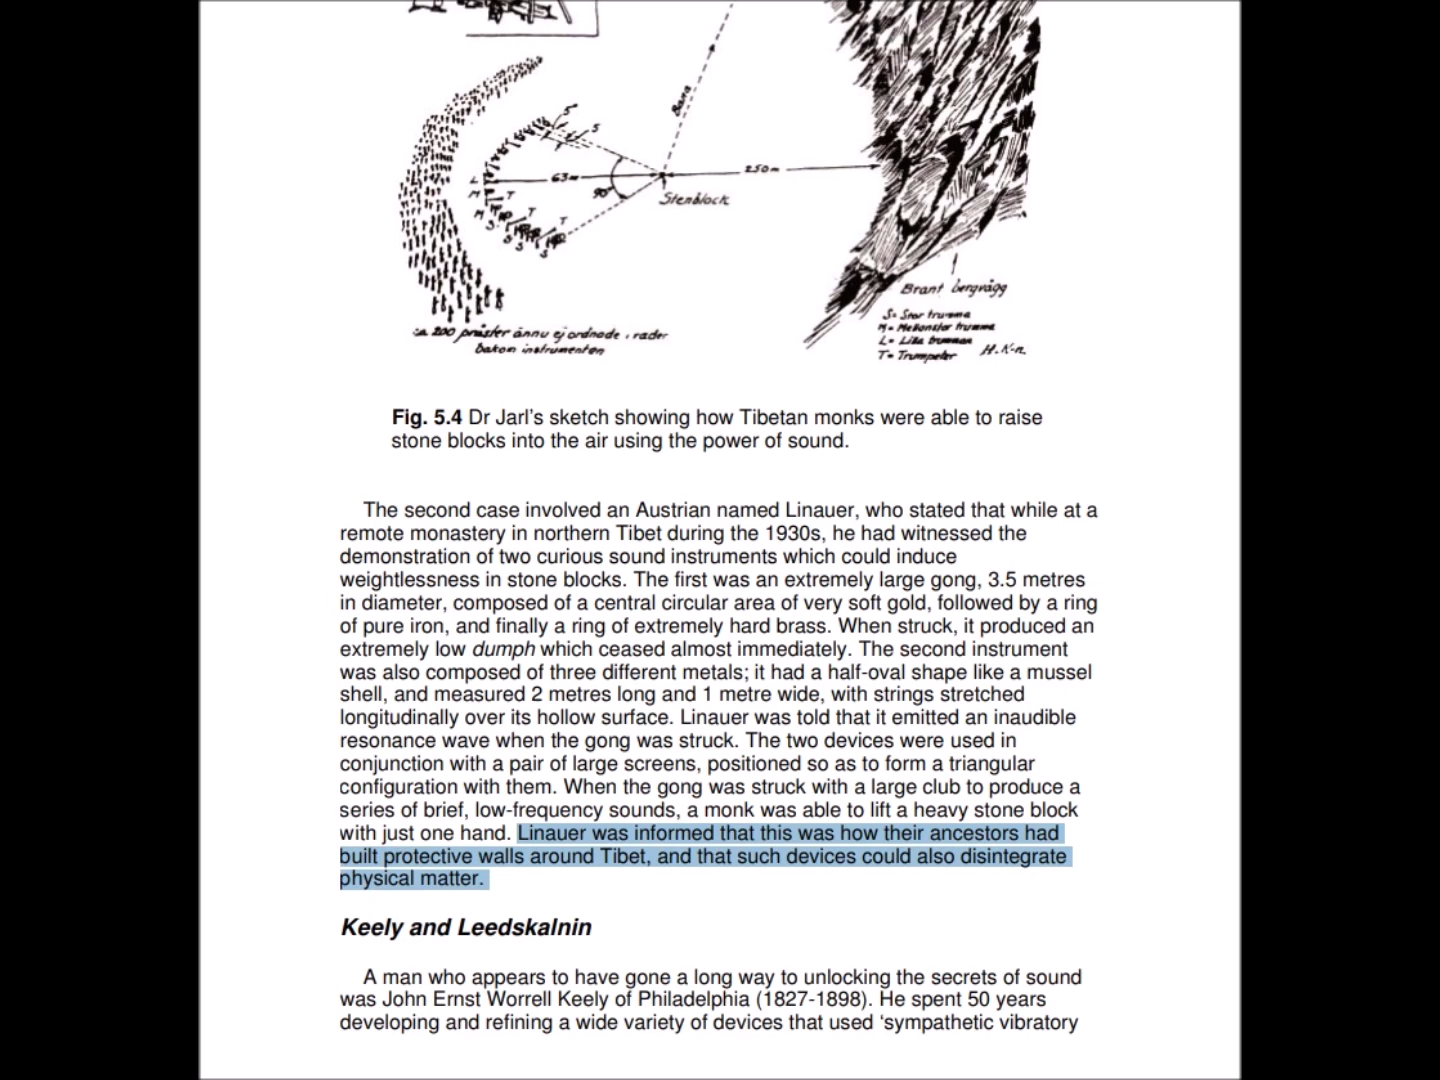 Bana
S
S
L
63m
250m
M
T
90°
Stenblock
M
T
T
S
S
S
S
Brant bergvägg
S= Stor trumma
M= Mellanstor trumma
L= Lilla trumman
T= Trumpeter
H. K-n.
ca 200 präster ännu ej ordnade i rader
bakom instrumenten
Fig. 5.4 Dr Jarl’s sketch showing how Tibetan monks were able to raise
stone blocks into the air using the power of sound.
The second case involved an Austrian named Linauer, who stated that while at a
remote monastery in northern Tibet during the 1930s, he had witnessed the
demonstration of two curious sound instruments which could induce
weightlessness in stone blocks. The first was an extremely large gong, 3.5 metres
in diameter, composed of a central circular area of very soft gold, followed by a ring
of pure iron, and finally a ring of extremely hard brass. When struck, it produced an
extremely low dumph which ceased almost immediately. The second instrument
was also composed of three different metals; it had a half-oval shape like a mussel
shell, and measured 2 metres long and 1 metre wide, with strings stretched
longitudinally over its hollow surface. Linauer was told that it emitted an inaudible
resonance wave when the gong was struck. The two devices were used in
conjunction with a pair of large screens, positioned so as to form a triangular
configuration with them. When the gong was struck with a large club to produce a
series of brief, low-frequency sounds, a monk was able to lift a heavy stone block
with just one hand. Linauer was informed that this was how their ancestors had
built protective walls around Tibet, and that such devices could also disintegrate
physical matter.
Keely and Leedskalnin
A man who appears to have gone a long way to unlocking the secrets of sound
was John Ernst Worrell Keely of Philadelphia (1827-1898). He spent 50 years
developing and refining a wide variety of devices that used ‘sympathetic vibratory